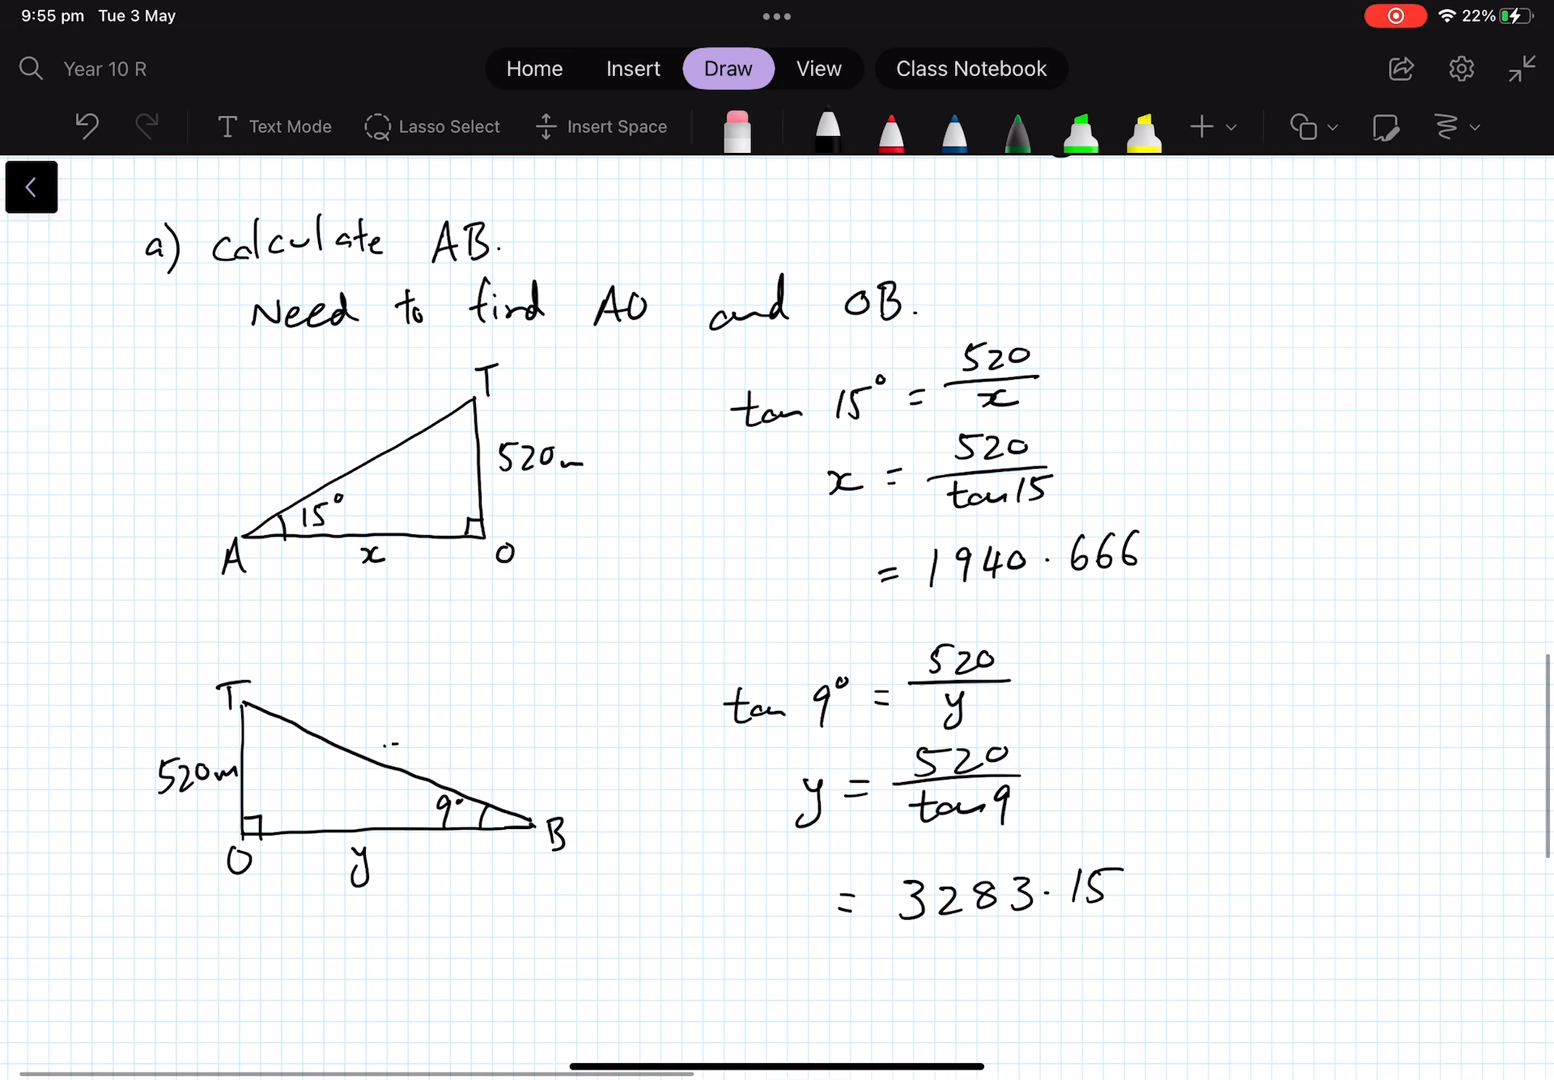 9:55 pm Tue 3 May
22%
Year 10 R
Home Insert Draw View Class Notebook
Text Mode Lasso Select Insert Space
a) calculate AB.
Need to find AO and OB.
T
520m
15°
A x O
tan 15° = 520/x
x = 520/tan15
= 1940.666
T
520m
9°
O y B
tan 9° = 520/y
y = 520/tan9
= 3283.15